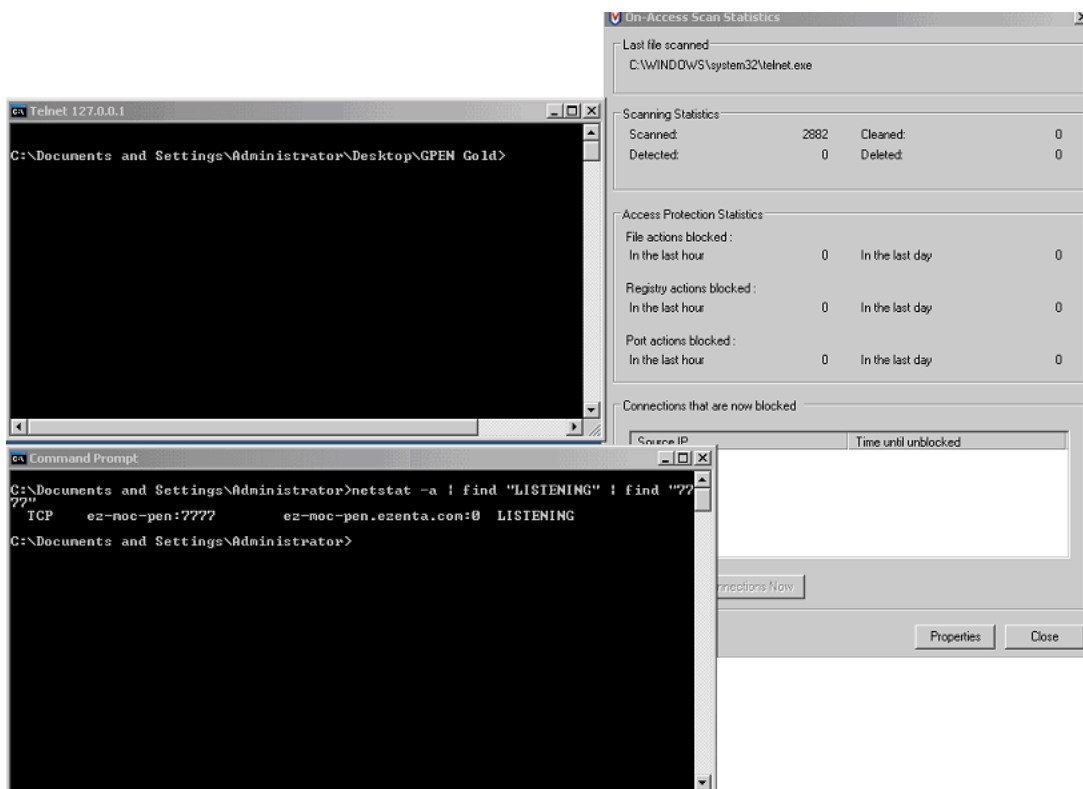 On-Access Scan Statistics
Last file scanned
C:\WINDOWS\system32\telnet.exe
Scanning Statistics
Scanned: 2882 Cleaned: 0
Detected: 0 Deleted: 0
Access Protection Statistics
File actions blocked :
In the last hour 0 In the last day 0
Registry actions blocked :
In the last hour 0 In the last day 0
Port actions blocked :
In the last hour 0 In the last day 0
Connections that are now blocked
Source IP Time until unblocked
nnections Now
Properties Close
Telnet 127.0.0.1
C:\Documents and Settings\Administrator\Desktop\GPEN Gold>
Command Prompt
C:\Documents and Settings\Administrator>netstat -a | find "LISTENING" | find "77
77"
TCP ez-moc-pen:7777 ez-moc-pen.ezenta.com:0 LISTENING
C:\Documents and Settings\Administrator>